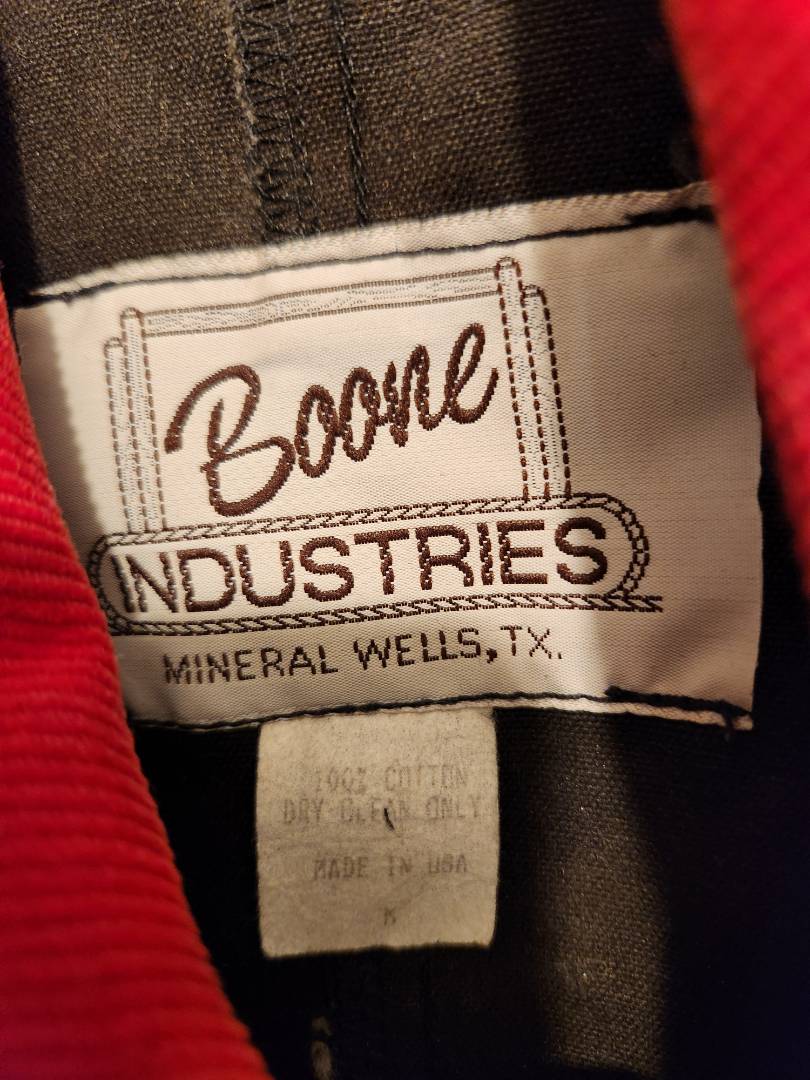 Boone
INDUSTRIES
MINERAL WELLS, TX.
100% COTTON
DRY CLEAN ONLY
MADE IN USA
M